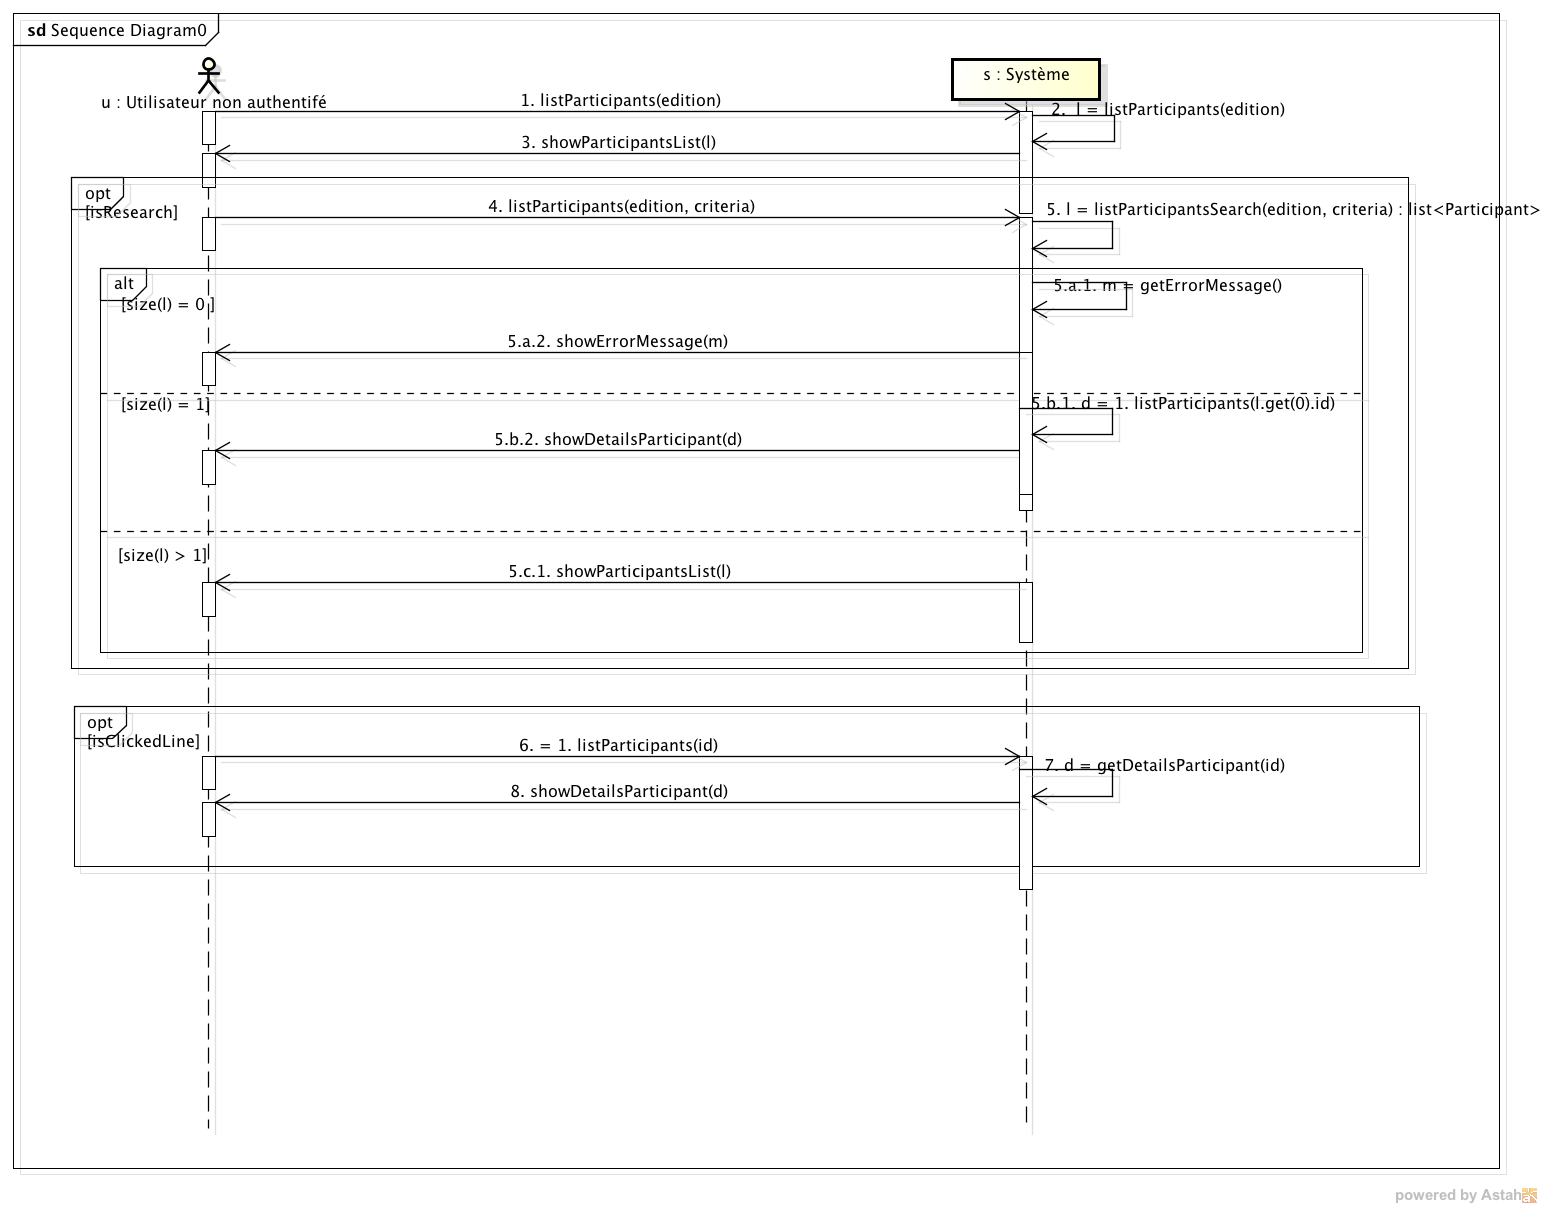 sd Sequence Diagram0
s : Système
u : Utilisateur non authentifé
1. listParticipants(edition)
2. l = listParticipants(edition)
3. showParticipantsList(l)
opt
[isResearch]
4. listParticipants(edition, criteria)
5. l = listParticipantsSearch(edition, criteria) : list<Participant>
alt
[size(l) = 0 ]
5.a.1. m = getErrorMessage()
5.a.2. showErrorMessage(m)
[size(l) = 1]
5.b.1. d = 1. listParticipants(l.get(0).id)
5.b.2. showDetailsParticipant(d)
[size(l) > 1]
5.c.1. showParticipantsList(l)
opt
[isClickedLine]
6. = 1. listParticipants(id)
7. d = getDetailsParticipant(id)
8. showDetailsParticipant(d)
powered by Astah